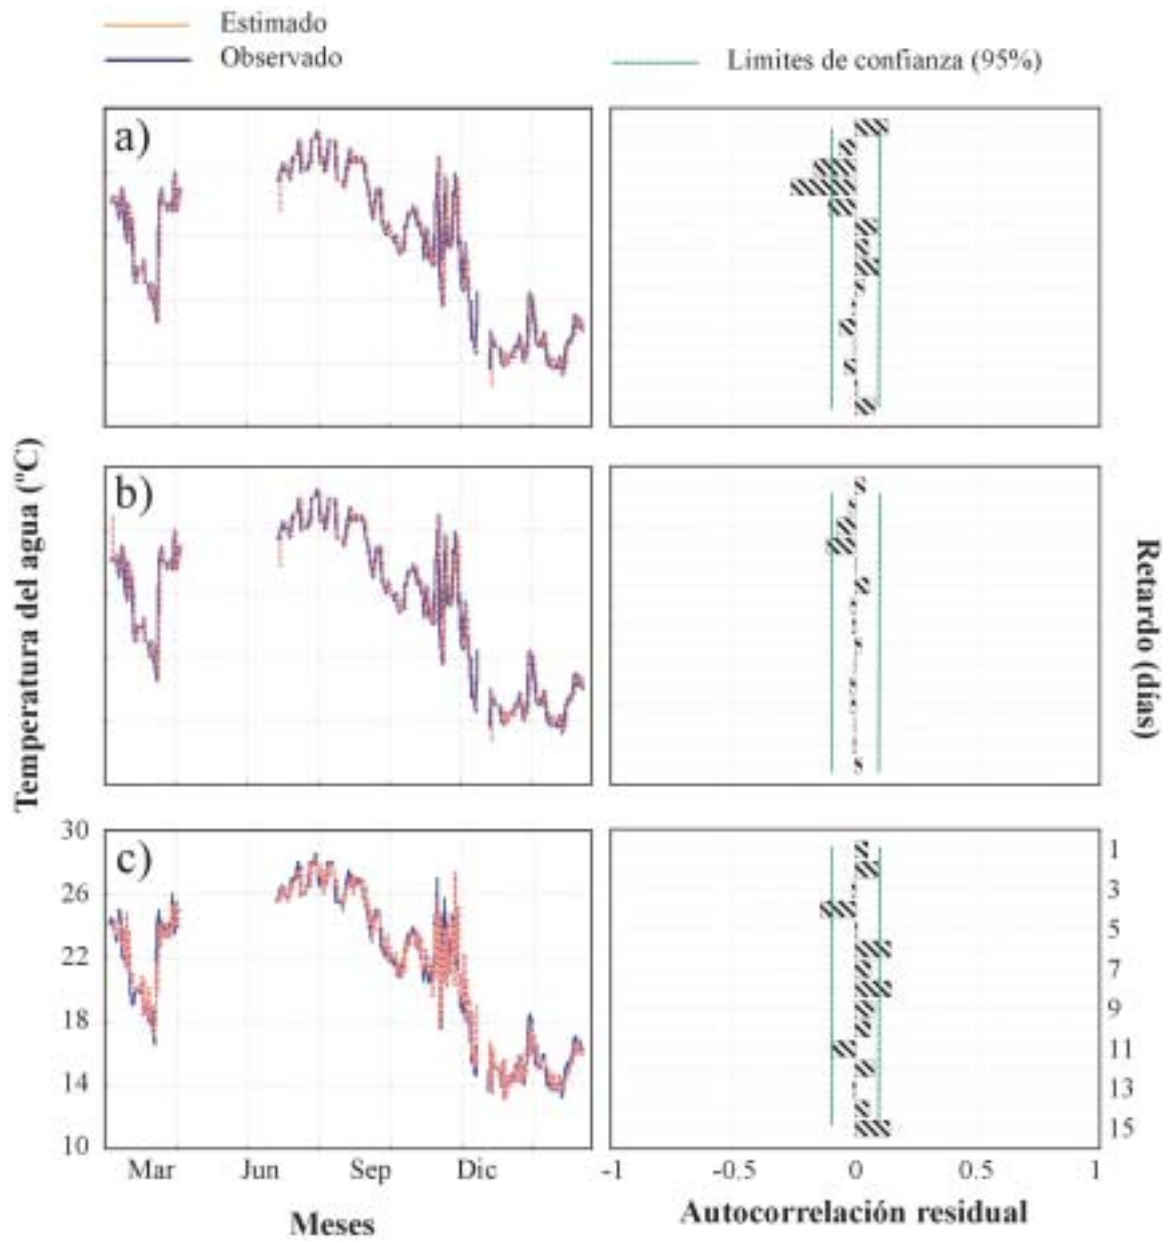 Estimado
Observado
Limites de confianza (95%)
a)
b)
c)
Temperatura del agua (ºC)
30
26
22
18
14
10
Mar Jun Sep Dic
Meses
-1 -0.5 0 0.5 1
Autocorrelación residual
1
3
5
7
9
11
13
15
Retardo (días)